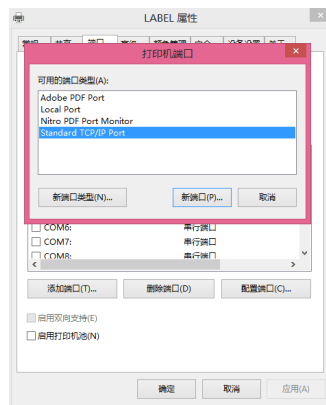 LABEL 属性
端口
打印机端口
可用的端口类型(A):
Adobe PDF Port
Local Port
Nitro PDF Port Monitor
Standard TCP/IP Port
新端口类型(N)...
新端口(P)...
取消
COM6: 串行端口
COM7: 串行端口
COM8: 串行端口
添加端口(T)...
删除端口(D)
配置端口(C)...
启用双向支持(E)
启用打印机池(N)
确定
取消
应用(A)